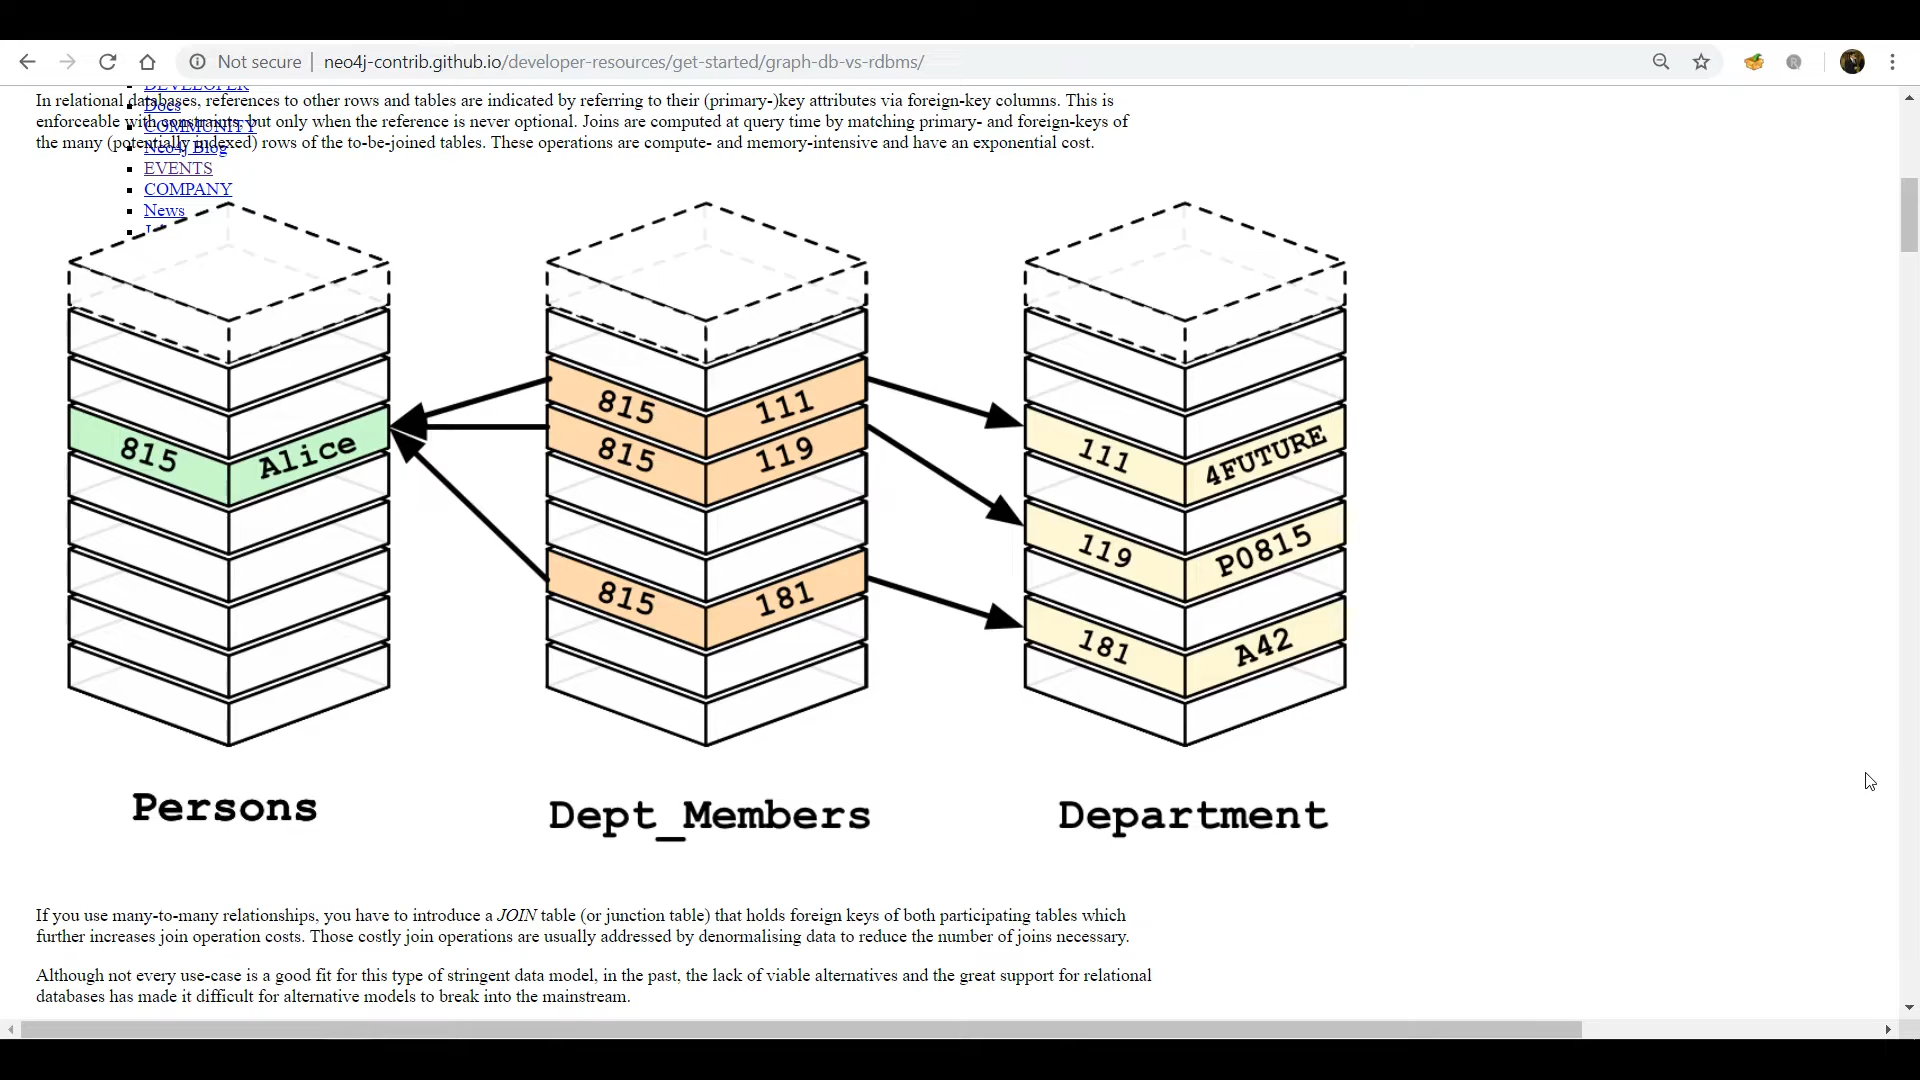 Not secure | neo4j-contrib.github.io/developer-resources/get-started/graph-db-vs-rdbms/
DEVELOPER
In relational databases, references to other rows and tables are indicated by referring to their (primary-)key attributes via foreign-key columns. This is
Docs
enforceable with constraints, but only when the reference is never optional. Joins are computed at query time by matching primary- and foreign-keys of
COMMUNITY
the many (potentially indexed) rows of the to-be-joined tables. These operations are compute- and memory-intensive and have an exponential cost.
Neo4j Blog
EVENTS
COMPANY
News
815 Alice
815 111
815 119
815 181
111 4FUTURE
119 P0815
181 A42
Persons
Dept_Members
Department
If you use many-to-many relationships, you have to introduce a JOIN table (or junction table) that holds foreign keys of both participating tables which
further increases join operation costs. Those costly join operations are usually addressed by denormalising data to reduce the number of joins necessary.
Although not every use-case is a good fit for this type of stringent data model, in the past, the lack of viable alternatives and the great support for relational
databases has made it difficult for alternative models to break into the mainstream.